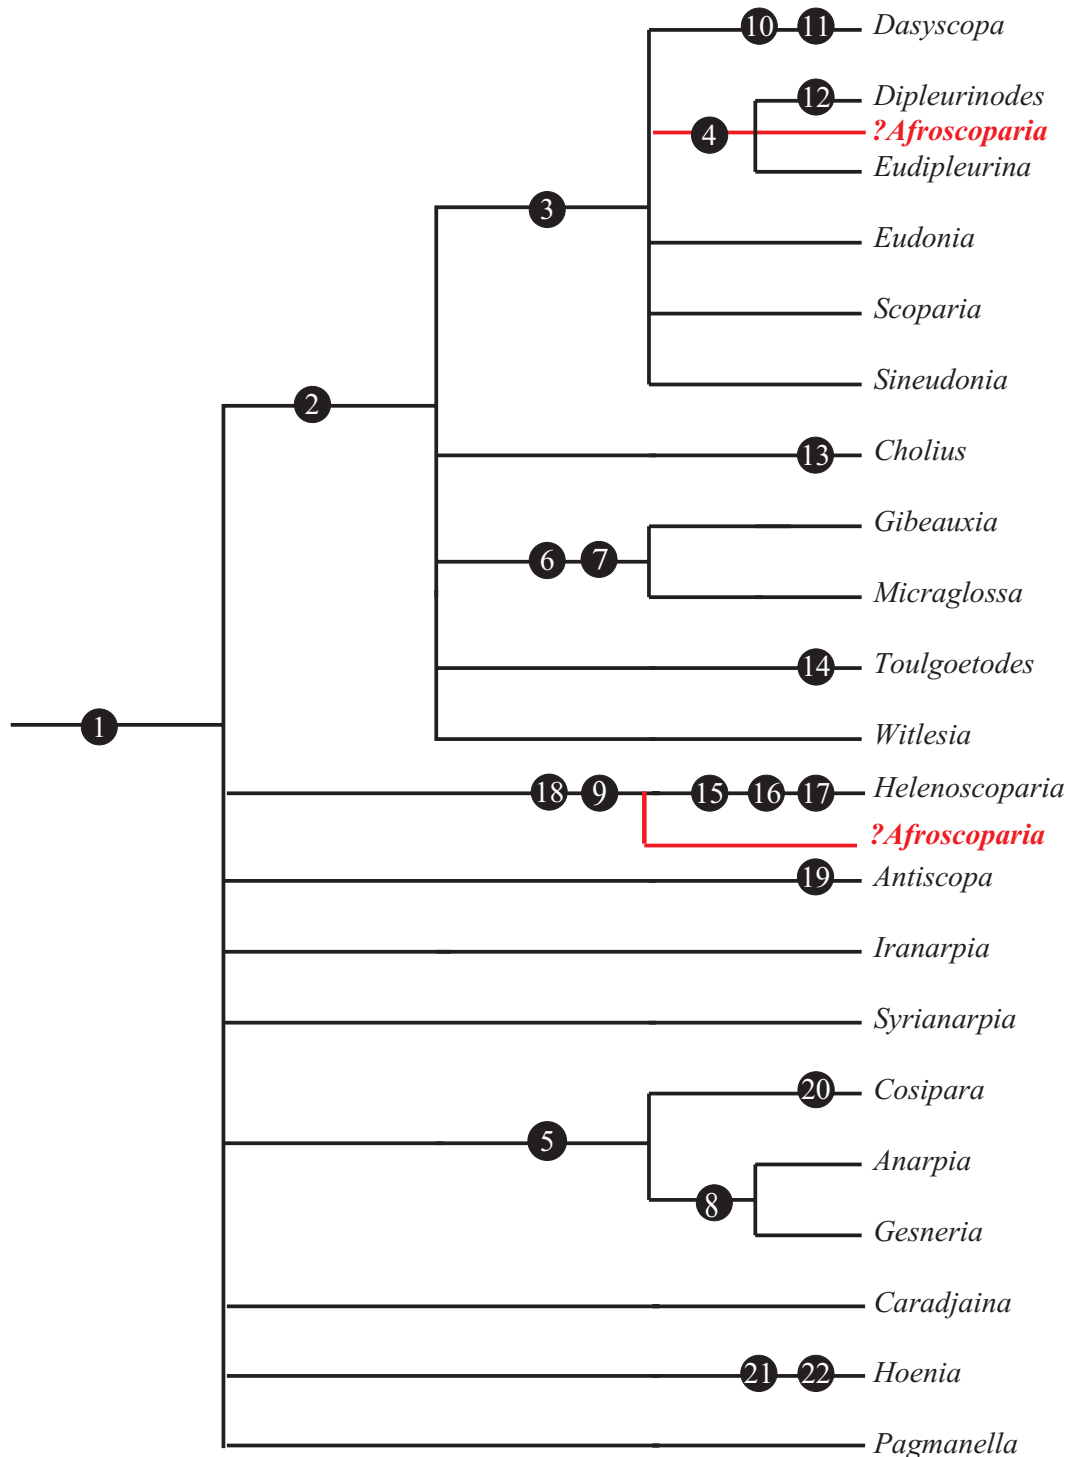 10 11 Dasyscopa
12 Dipleurinodes
4 ?Afroscoparia
Eudipleurina
3
Eudonia
Scoparia
Sineudonia
2
13 Cholius
Gibeauxia
6 7
Micraglossa
14 Toulgoetodes
1
Witlesia
18 9 15 16 17 Helenoscoparia
?Afroscoparia
19 Antiscopa
Iranarpia
Syrianarpia
20 Cosipara
5
Anarpia
8
Gesneria
Caradjaina
21 22 Hoenia
Pagmanella